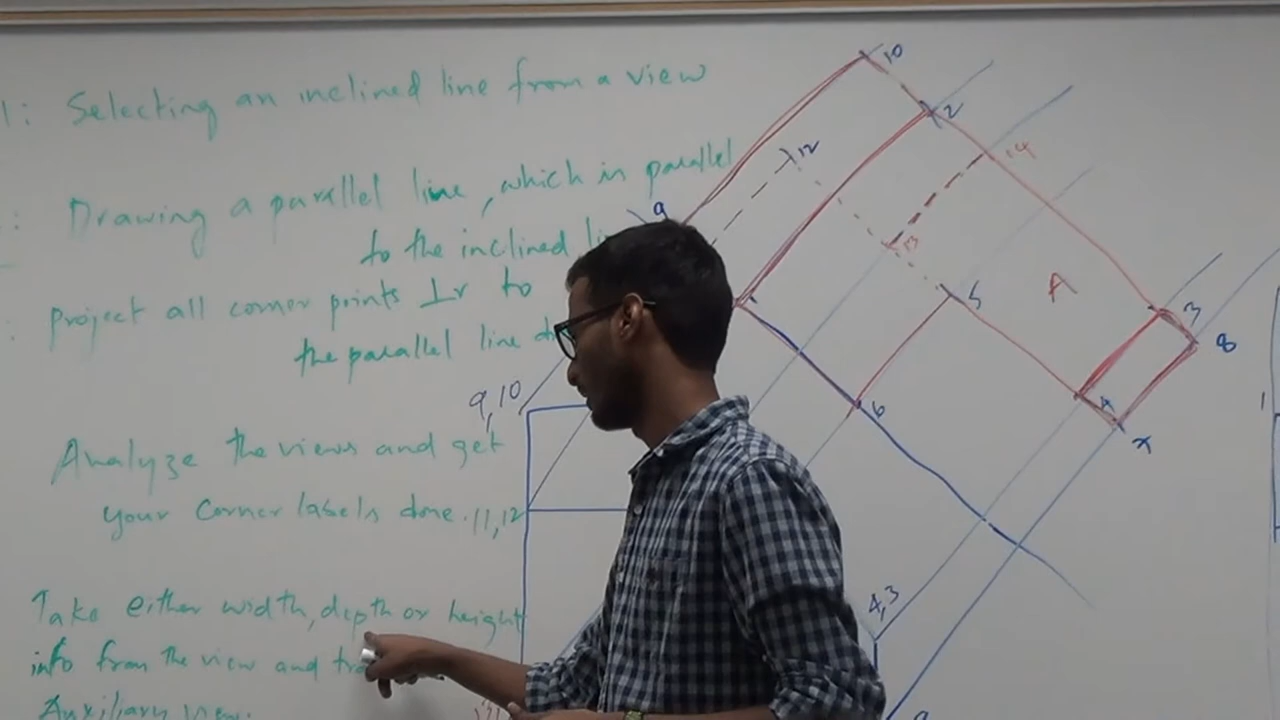 1: Selecting an inclined line from a view
: Drawing a parallel line, which is parallel
to the inclined
: Project all corner points ⊥r to
the parallel line
Analyze the views and get
your corner labels done.
Take either width, depth or height
info from the view and
Auxiliary view.
10
2
12
14
9
13
5
A
3
8
4
6
7
9,10
11,12
4,3
1